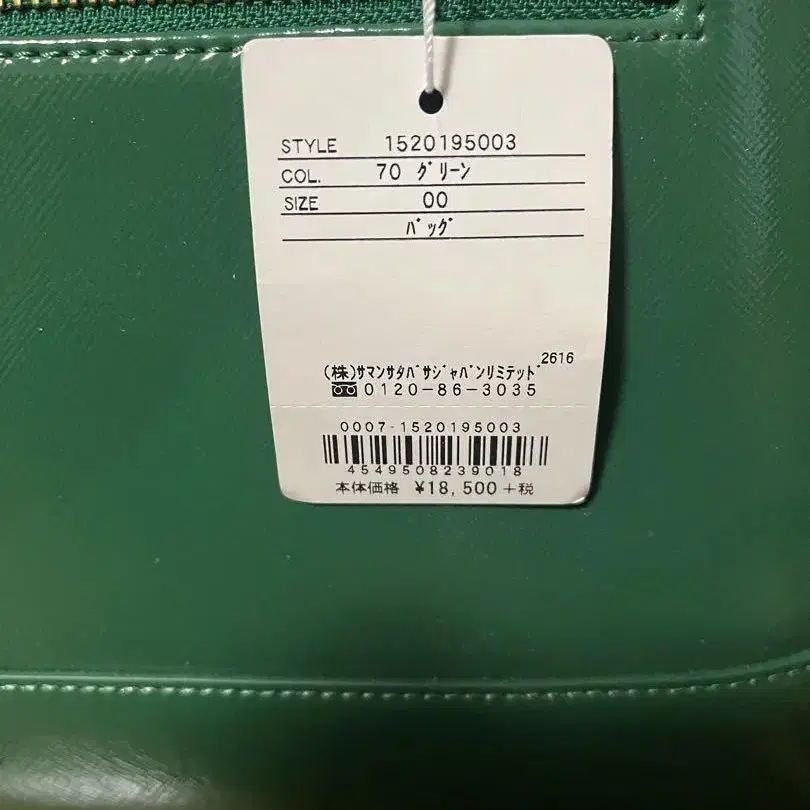 STYLE 1520195003
COL. 70 ｸﾞﾘｰﾝ
SIZE 00
ﾊﾞｯｸﾞ
2616
(株)ｻﾏﾝｻﾀﾊﾞｻｼﾞｬﾊﾟﾝﾘﾐﾃｯﾄﾞ
0120-86-3035
0007-1520195003
4549508239018
本体価格 ¥18,500+税